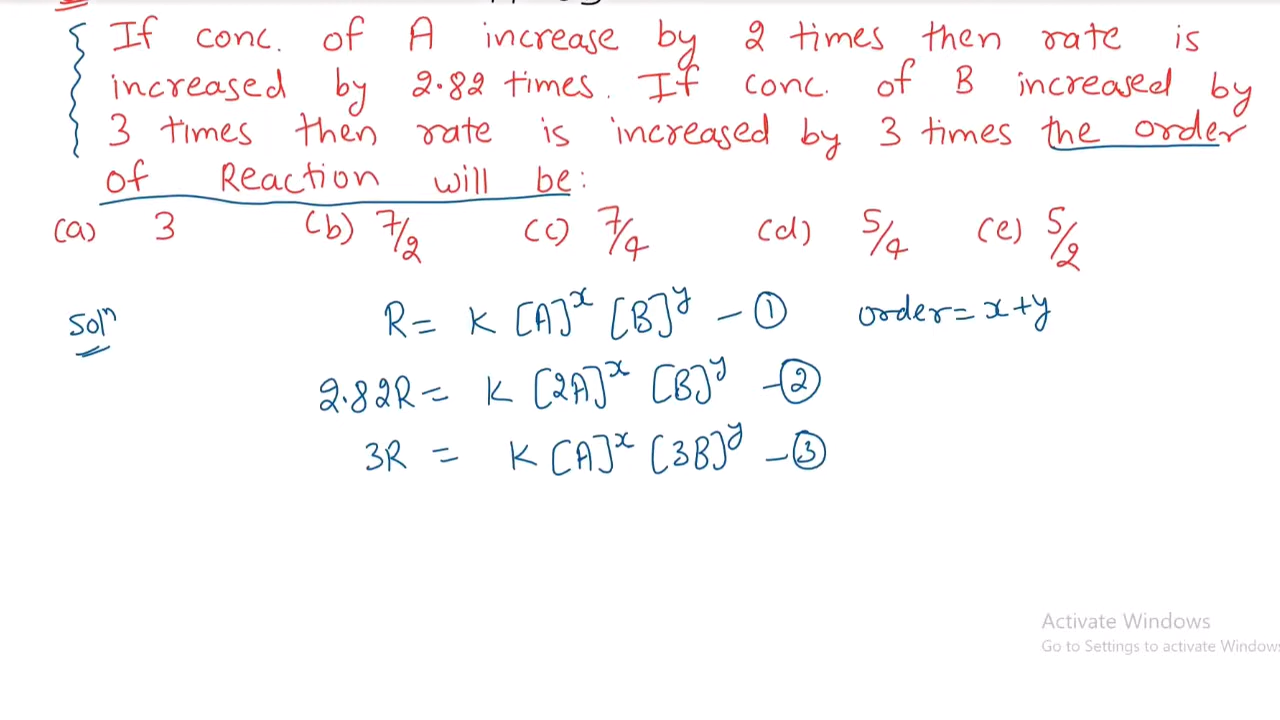 If conc. of A increase by 2 times then rate is
increased by 2.82 times. If conc. of B increased by
3 times then rate is increased by 3 times the order
of Reaction will be:
(a) 3 (b) 7/2 (c) 7/4 (d) 5/4 (e) 5/2
Solⁿ R = K [A]ˣ [B]ʸ - ① order = x+y
2.82R = K [2A]ˣ [B]ʸ - ②
3R = K [A]ˣ [3B]ʸ - ③
Activate Windows
Go to Settings to activate Windows